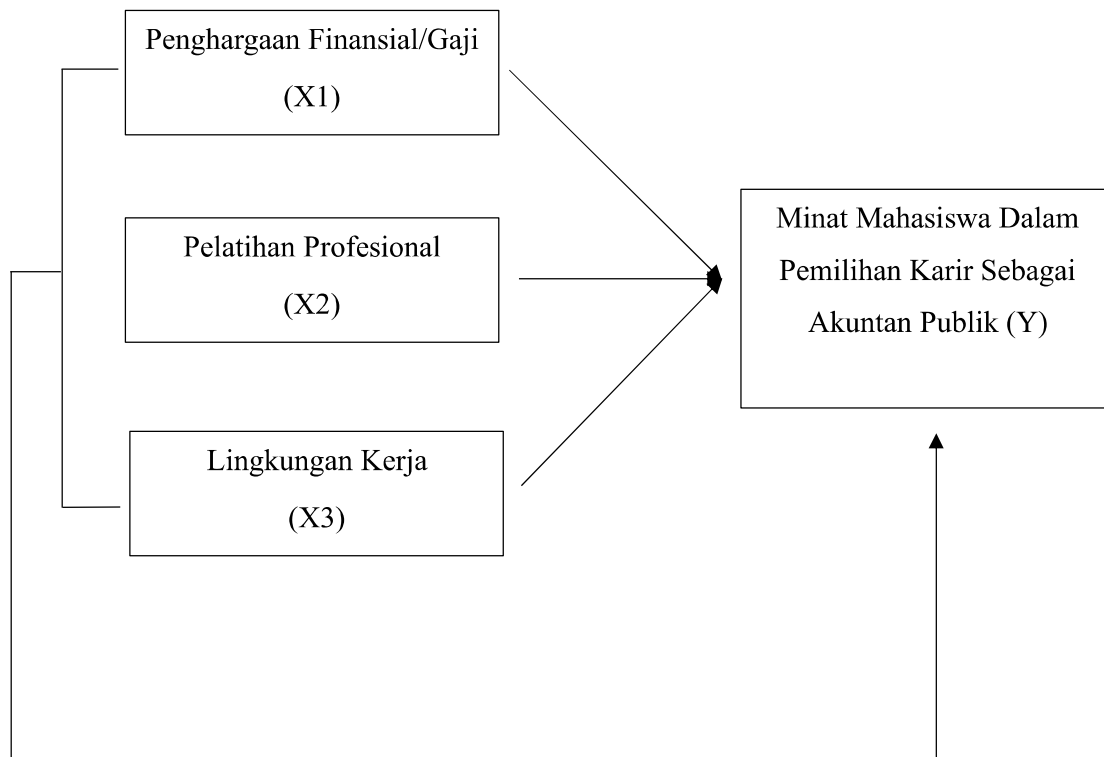 Penghargaan Finansial/Gaji
(X1)
Pelatihan Profesional
(X2)
Lingkungan Kerja
(X3)
Minat Mahasiswa Dalam
Pemilihan Karir Sebagai
Akuntan Publik (Y)